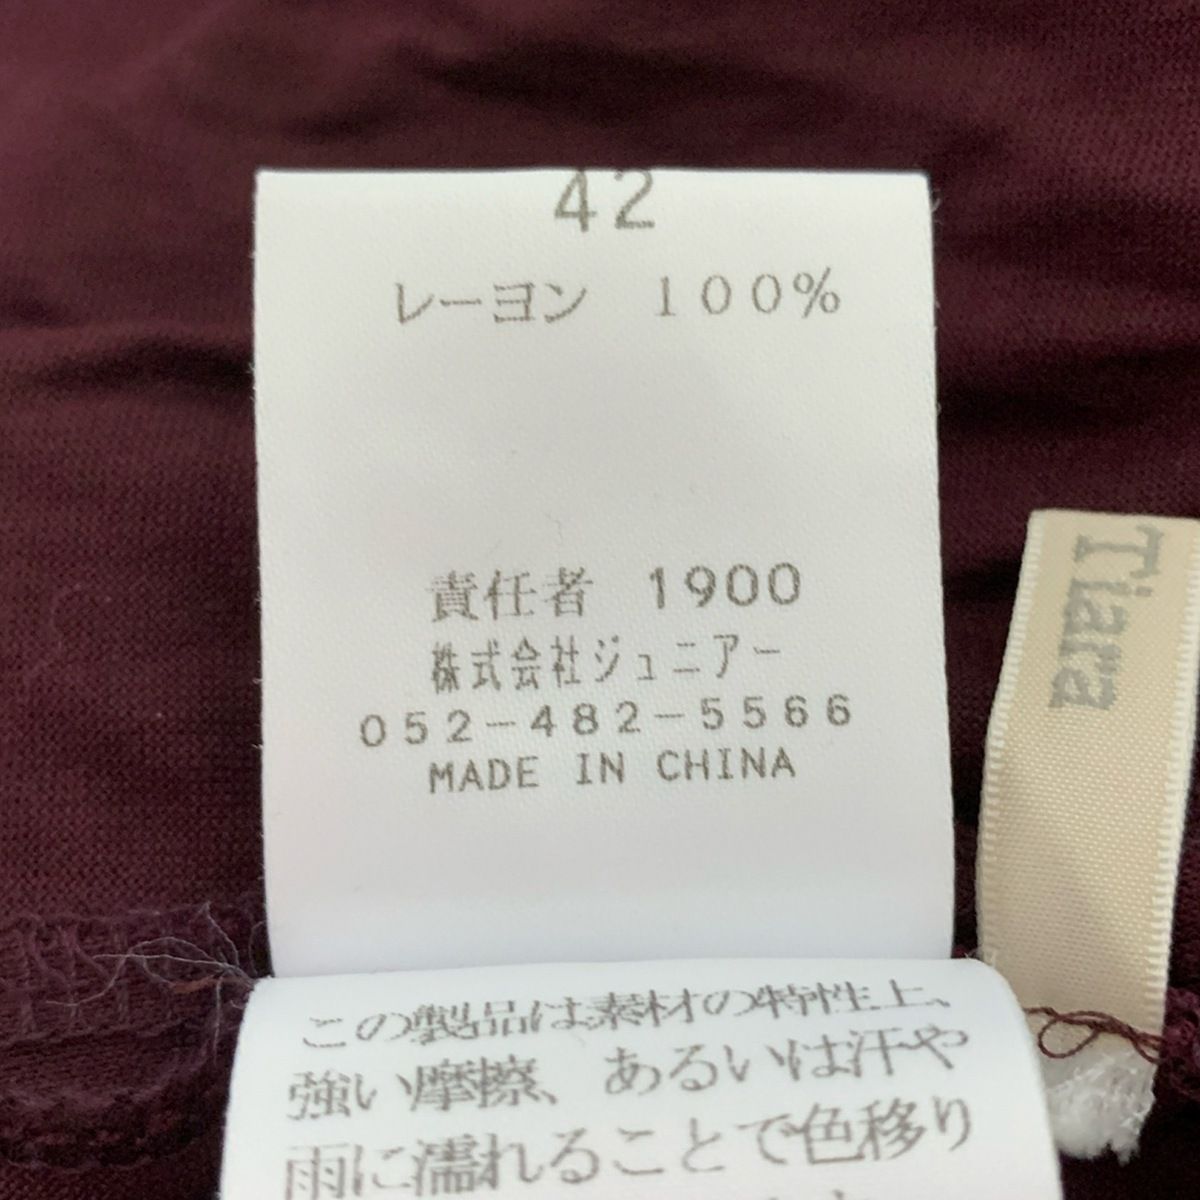 42
レーヨン 100%
責任者 1900
株式会社ジュニアー
052-482-5566
MADE IN CHINA
Tiara
この製品は素材の特性上、
強い摩擦、あるいは汗や
雨に濡れることで色移り